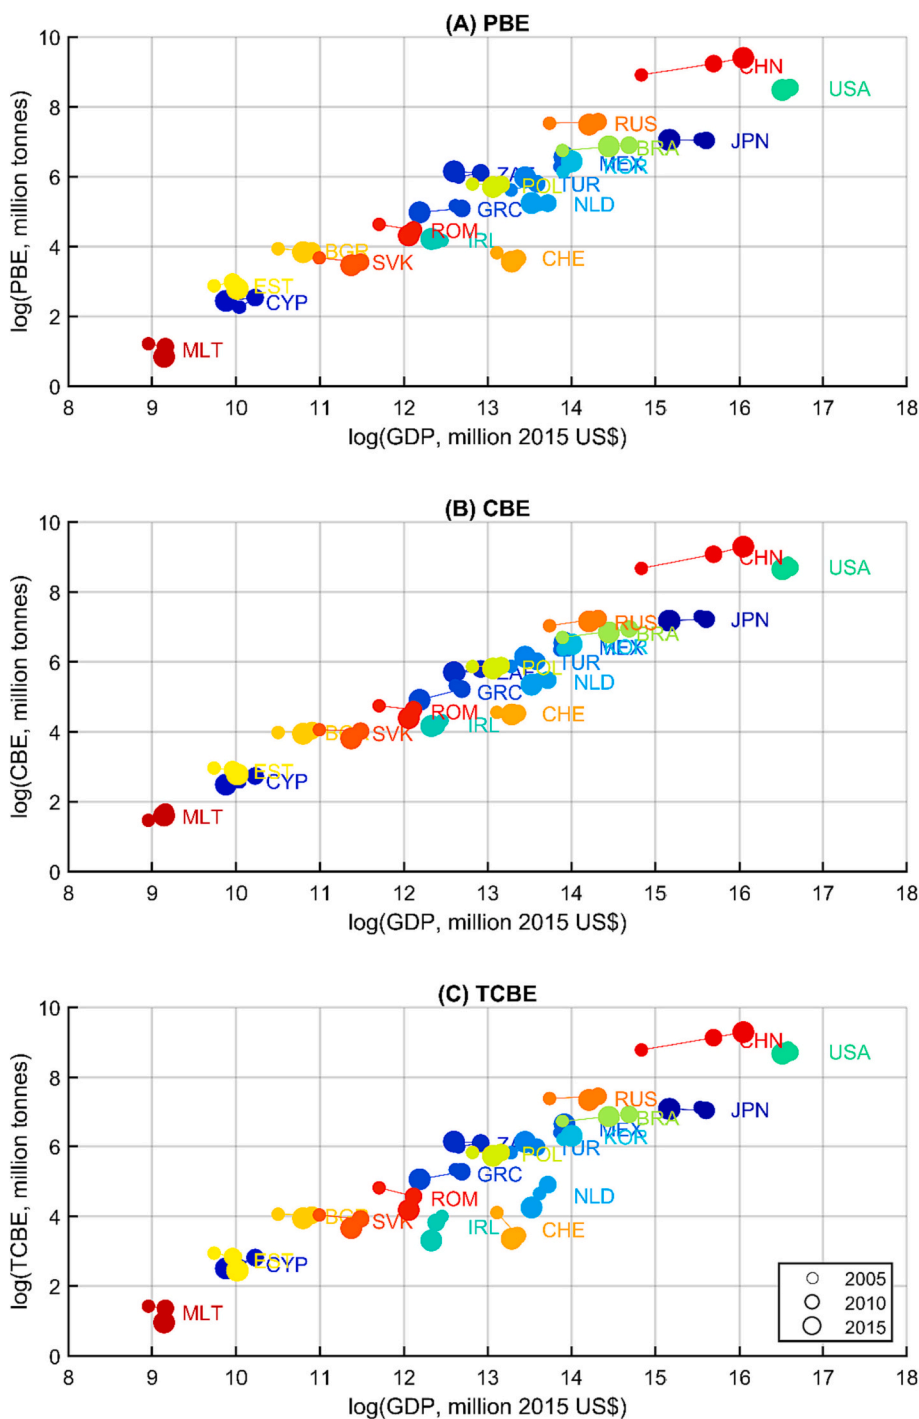 (A) PBE
log(PBE, million tonnes)
10
8
6
4
2
0
CHN
USA
RUS
JPN
BRA
MEX
KOR
ZAF
POL
TUR
NLD
GRC
ROM
IRL
CHE
BGR
SVK
EST
CYP
MLT
8 9 10 11 12 13 14 15 16 17 18
log(GDP, million 2015 US$)
(B) CBE
log(CBE, million tonnes)
10
8
6
4
2
0
CHN
USA
RUS
JPN
BRA
MEX
KOR
POL
TUR
ZAF
NLD
GRC
ROM
IRL
CHE
BGR
SVK
EST
CYP
MLT
8 9 10 11 12 13 14 15 16 17 18
log(GDP, million 2015 US$)
(C) TCBE
log(TCBE, million tonnes)
10
8
6
4
2
0
CHN
USA
RUS
JPN
BRA
MEX
KOR
ZAF
POL
TUR
GRC
NLD
ROM
IRL
CHE
BGR
SVK
EST
CYP
MLT
2005
2010
2015
8 9 10 11 12 13 14 15 16 17 18
log(GDP, million 2015 US$)